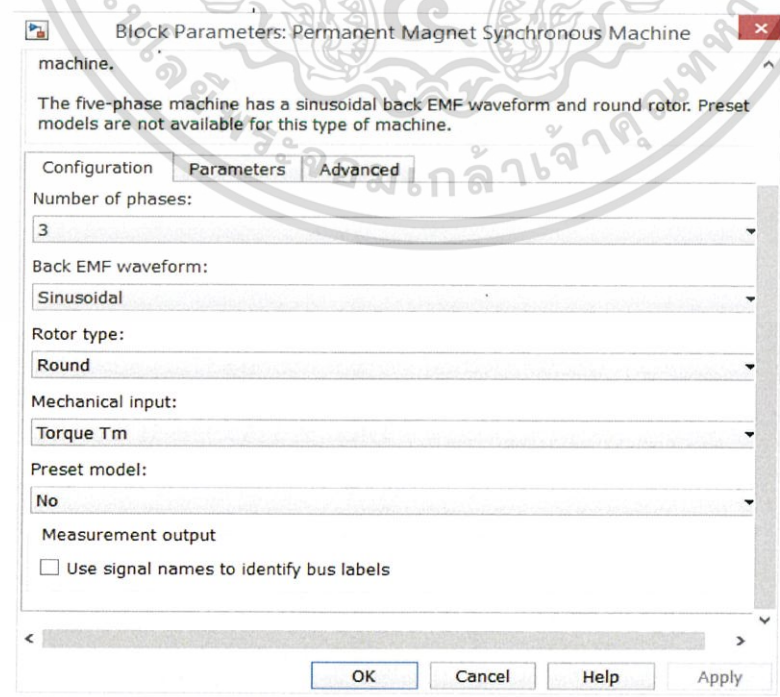 Block Parameters: Permanent Magnet Synchronous Machine
machine.
The five-phase machine has a sinusoidal back EMF waveform and round rotor. Preset
models are not available for this type of machine.
Configuration Parameters Advanced
Number of phases:
3
Back EMF waveform:
Sinusoidal
Rotor type:
Round
Mechanical input:
Torque Tm
Preset model:
No
Measurement output
Use signal names to identify bus labels
OK Cancel Help Apply